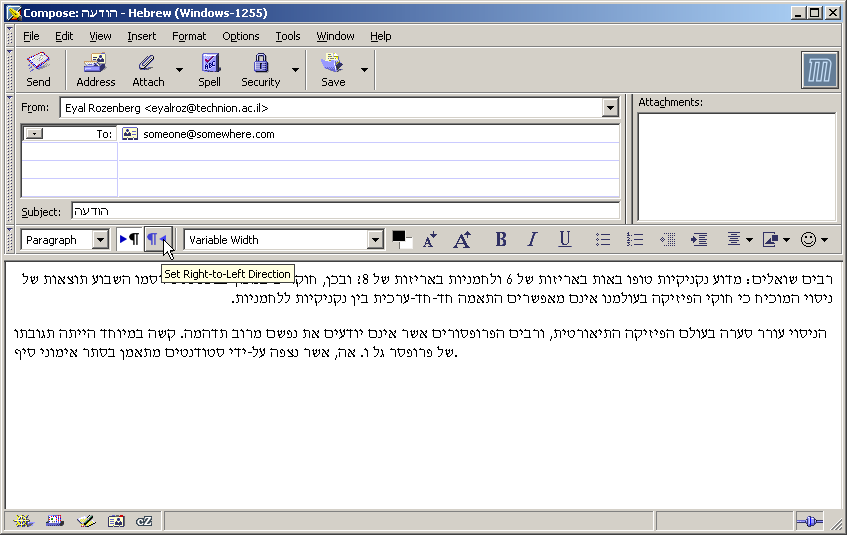 Compose: הודעה - Hebrew (Windows-1255)
File Edit View Insert Format Options Tools Window Help
Send Address Attach Spell Security Save
From: Eyal Rozenberg <eyalroz@technion.ac.il>
Attachments:
To: someone@somewhere.com
Subject: הודעה
Paragraph Variable Width B I U
Set Right-to-Left Direction
רבים שואלים: מדוע נקניקיות טופו באות באריזות של 6 ולחמניות באריזות של 8? ובכן, השבוע תוצאות של
ניסוי המוכיח כי חוקי הפיזיקה בעולמנו אינם מאפשרים התאמה חד-חד-ערכית בין נקניקיות ללחמניות.
הניסוי עורר סערה בעולם הפיזיקה התיאורטית, ורבים הפרופסורים אשר אינם יודעים את נפשם מרוב תדהמה. קשה במיוחד הייתה תגובתו
של פרופסר גל ו. אה, אשר נצפה על-ידי סטודנטים מתאמן בסתר אימוני סיף.